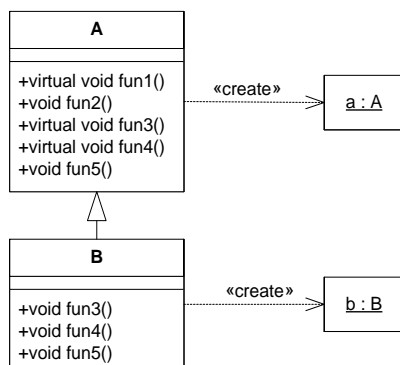 A
+virtual void fun1()
+void fun2()
+virtual void fun3()
+virtual void fun4()
+void fun5()
«create»
a : A
B
+void fun3()
+void fun4()
+void fun5()
«create»
b : B